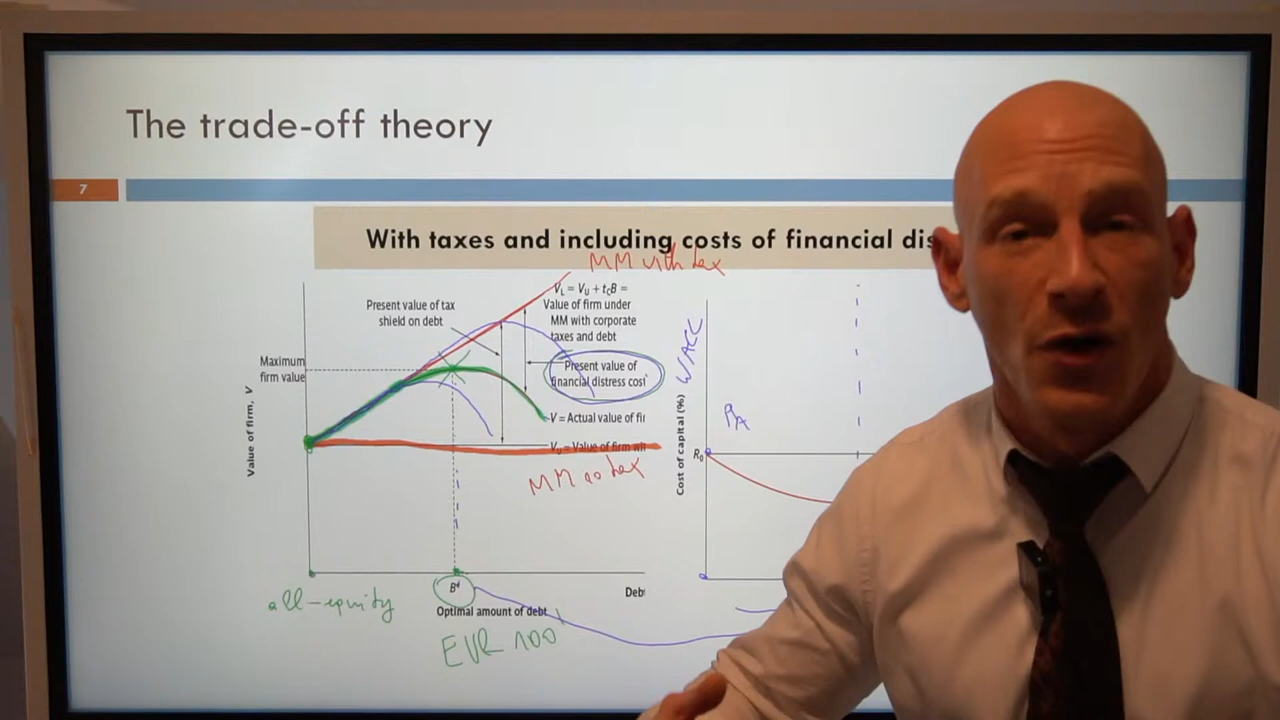 The trade-off theory
7
With taxes and including costs of financial dis
MM with tax
Present value of tax
shield on debt
VL = VU + tCB =
Value of firm under
MM with corporate
taxes and debt
Maximum
firm value
Present value of
financial distress cost
V = Actual value of fir
VU = Value of firm wit
MM no tax
Value of firm, V
all-equity
B*
Debt
Optimal amount of debt
EUR 100
WACC
Cost of capital (%)
RA
R0